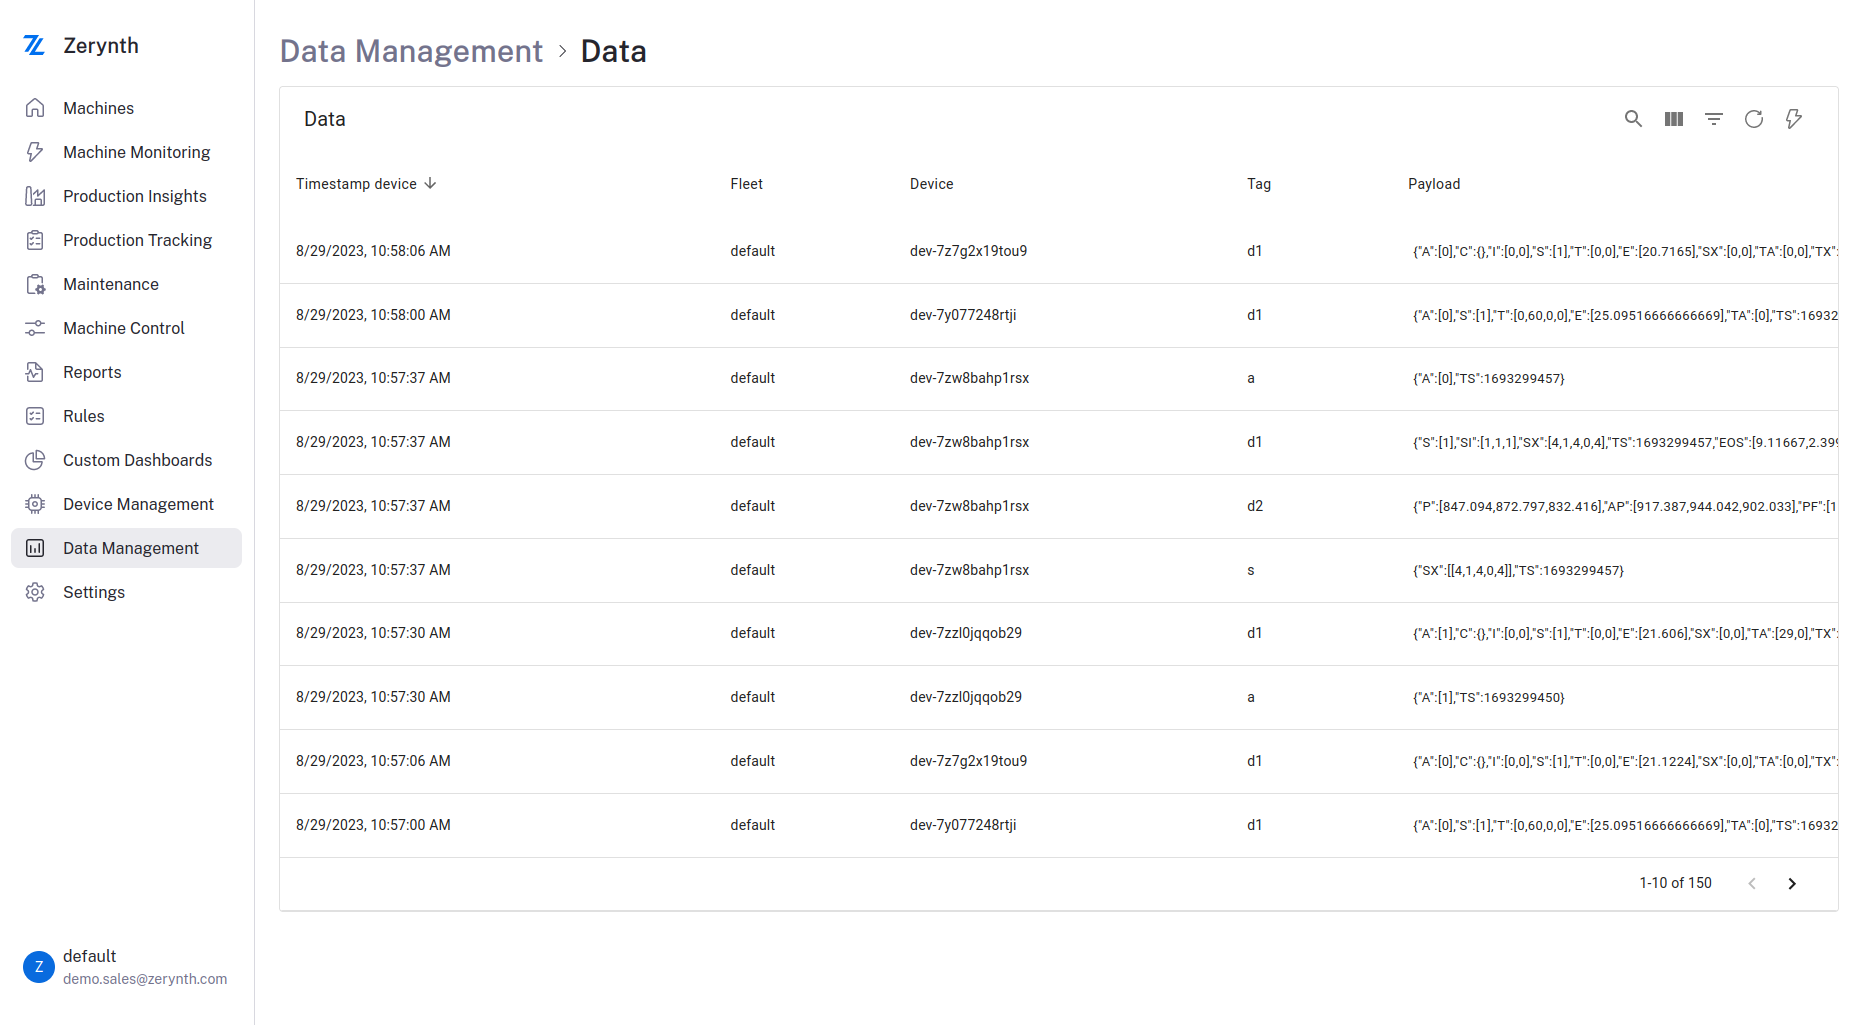 Zerynth
Machines
Machine Monitoring
Production Insights
Production Tracking
Maintenance
Machine Control
Reports
Rules
Custom Dashboards
Device Management
Data Management
Settings
Z
default
demo.sales@zerynth.com
Data Management > Data
Data
Timestamp device Fleet Device Tag Payload
8/29/2023, 10:58:06 AM default dev-7z7g2x19tou9 d1 {"A":[0],"C":{},"I":[0,0],"S":[1],"T":[0,0],"E":[20.7165],"SX":[0,0],"TA":[0,0],"TX":
8/29/2023, 10:58:00 AM default dev-7y077248rtji d1 {"A":[0],"S":[1],"T":[0,60,0,0],"E":[25.09516666666669],"TA":[0],"TS":16932
8/29/2023, 10:57:37 AM default dev-7zw8bahp1rsx a {"A":[0],"TS":1693299457}
8/29/2023, 10:57:37 AM default dev-7zw8bahp1rsx d1 {"S":[1],"SI":[1,1,1],"SX":[4,1,4,0,4],"TS":1693299457,"EOS":[9.11667,2.399
8/29/2023, 10:57:37 AM default dev-7zw8bahp1rsx d2 {"P":[847.094,872.797,832.416],"AP":[917.387,944.042,902.033],"PF":[1
8/29/2023, 10:57:37 AM default dev-7zw8bahp1rsx s {"SX":[[4,1,4,0,4]],"TS":1693299457}
8/29/2023, 10:57:30 AM default dev-7zzl0jqqob29 d1 {"A":[1],"C":{},"I":[0,0],"S":[1],"T":[0,0],"E":[21.606],"SX":[0,0],"TA":[29,0],"TX":
8/29/2023, 10:57:30 AM default dev-7zzl0jqqob29 a {"A":[1],"TS":1693299450}
8/29/2023, 10:57:06 AM default dev-7z7g2x19tou9 d1 {"A":[0],"C":{},"I":[0,0],"S":[1],"T":[0,0],"E":[21.1224],"SX":[0,0],"TA":[0,0],"TX":
8/29/2023, 10:57:00 AM default dev-7y077248rtji d1 {"A":[0],"S":[1],"T":[0,60,0,0],"E":[25.09516666666669],"TA":[0],"TS":16932
1-10 of 150